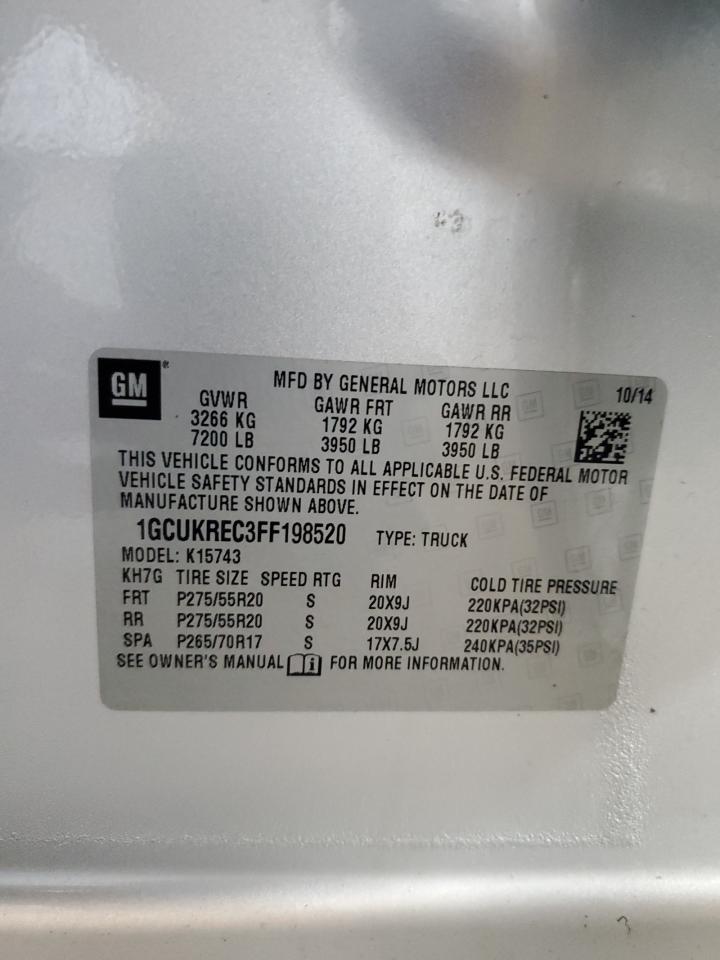 GM
MFD BY GENERAL MOTORS LLC 10/14
GVWR GAWR FRT GAWR RR
3266 KG 1792 KG 1792 KG
7200 LB 3950 LB 3950 LB
THIS VEHICLE CONFORMS TO ALL APPLICABLE U.S. FEDERAL MOTOR
VEHICLE SAFETY STANDARDS IN EFFECT ON THE DATE OF
MANUFACTURE SHOWN ABOVE.
1GCUKREC3FF198520 TYPE: TRUCK
MODEL: K15743
KH7G TIRE SIZE SPEED RTG RIM COLD TIRE PRESSURE
FRT P275/55R20 S 20X9J 220KPA(32PSI)
RR P275/55R20 S 20X9J 220KPA(32PSI)
SPA P265/70R17 S 17X7.5J 240KPA(35PSI)
SEE OWNER'S MANUAL i FOR MORE INFORMATION.